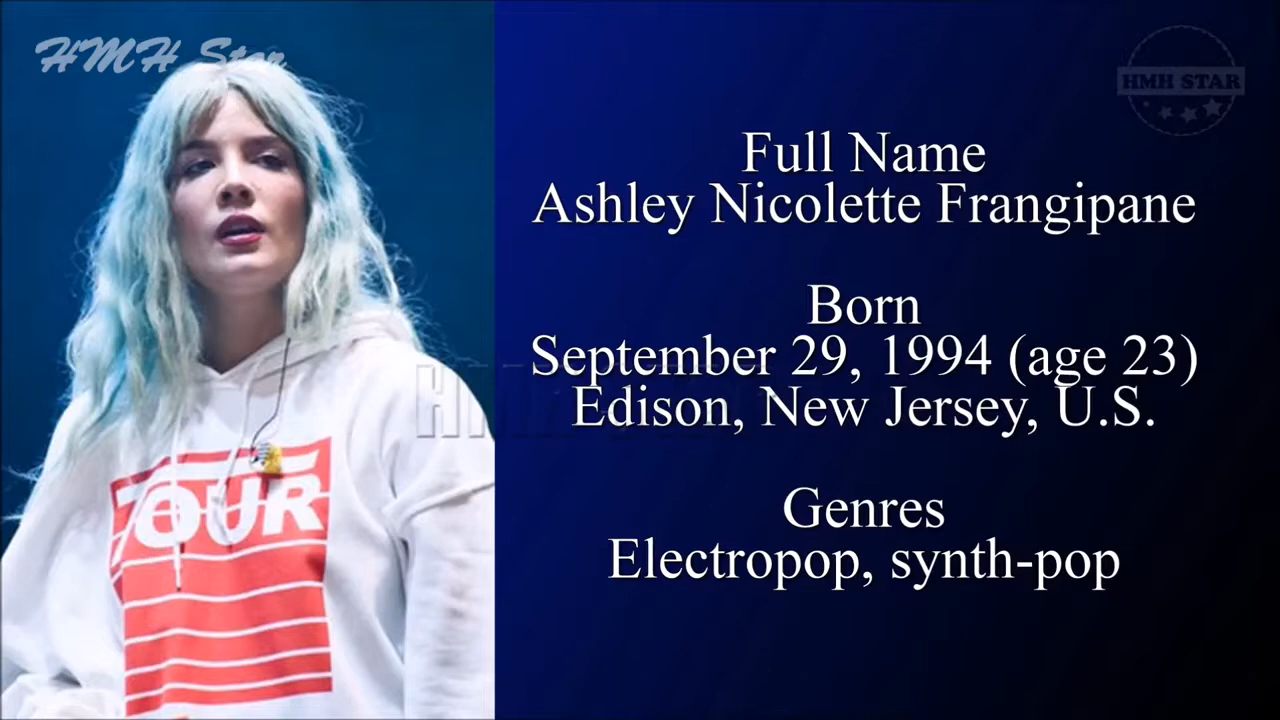 HMH Star
HMH STAR
Full Name
Ashley Nicolette Frangipane
Born
September 29, 1994 (age 23)
Edison, New Jersey, U.S.
Genres
Electropop, synth-pop
TOUR